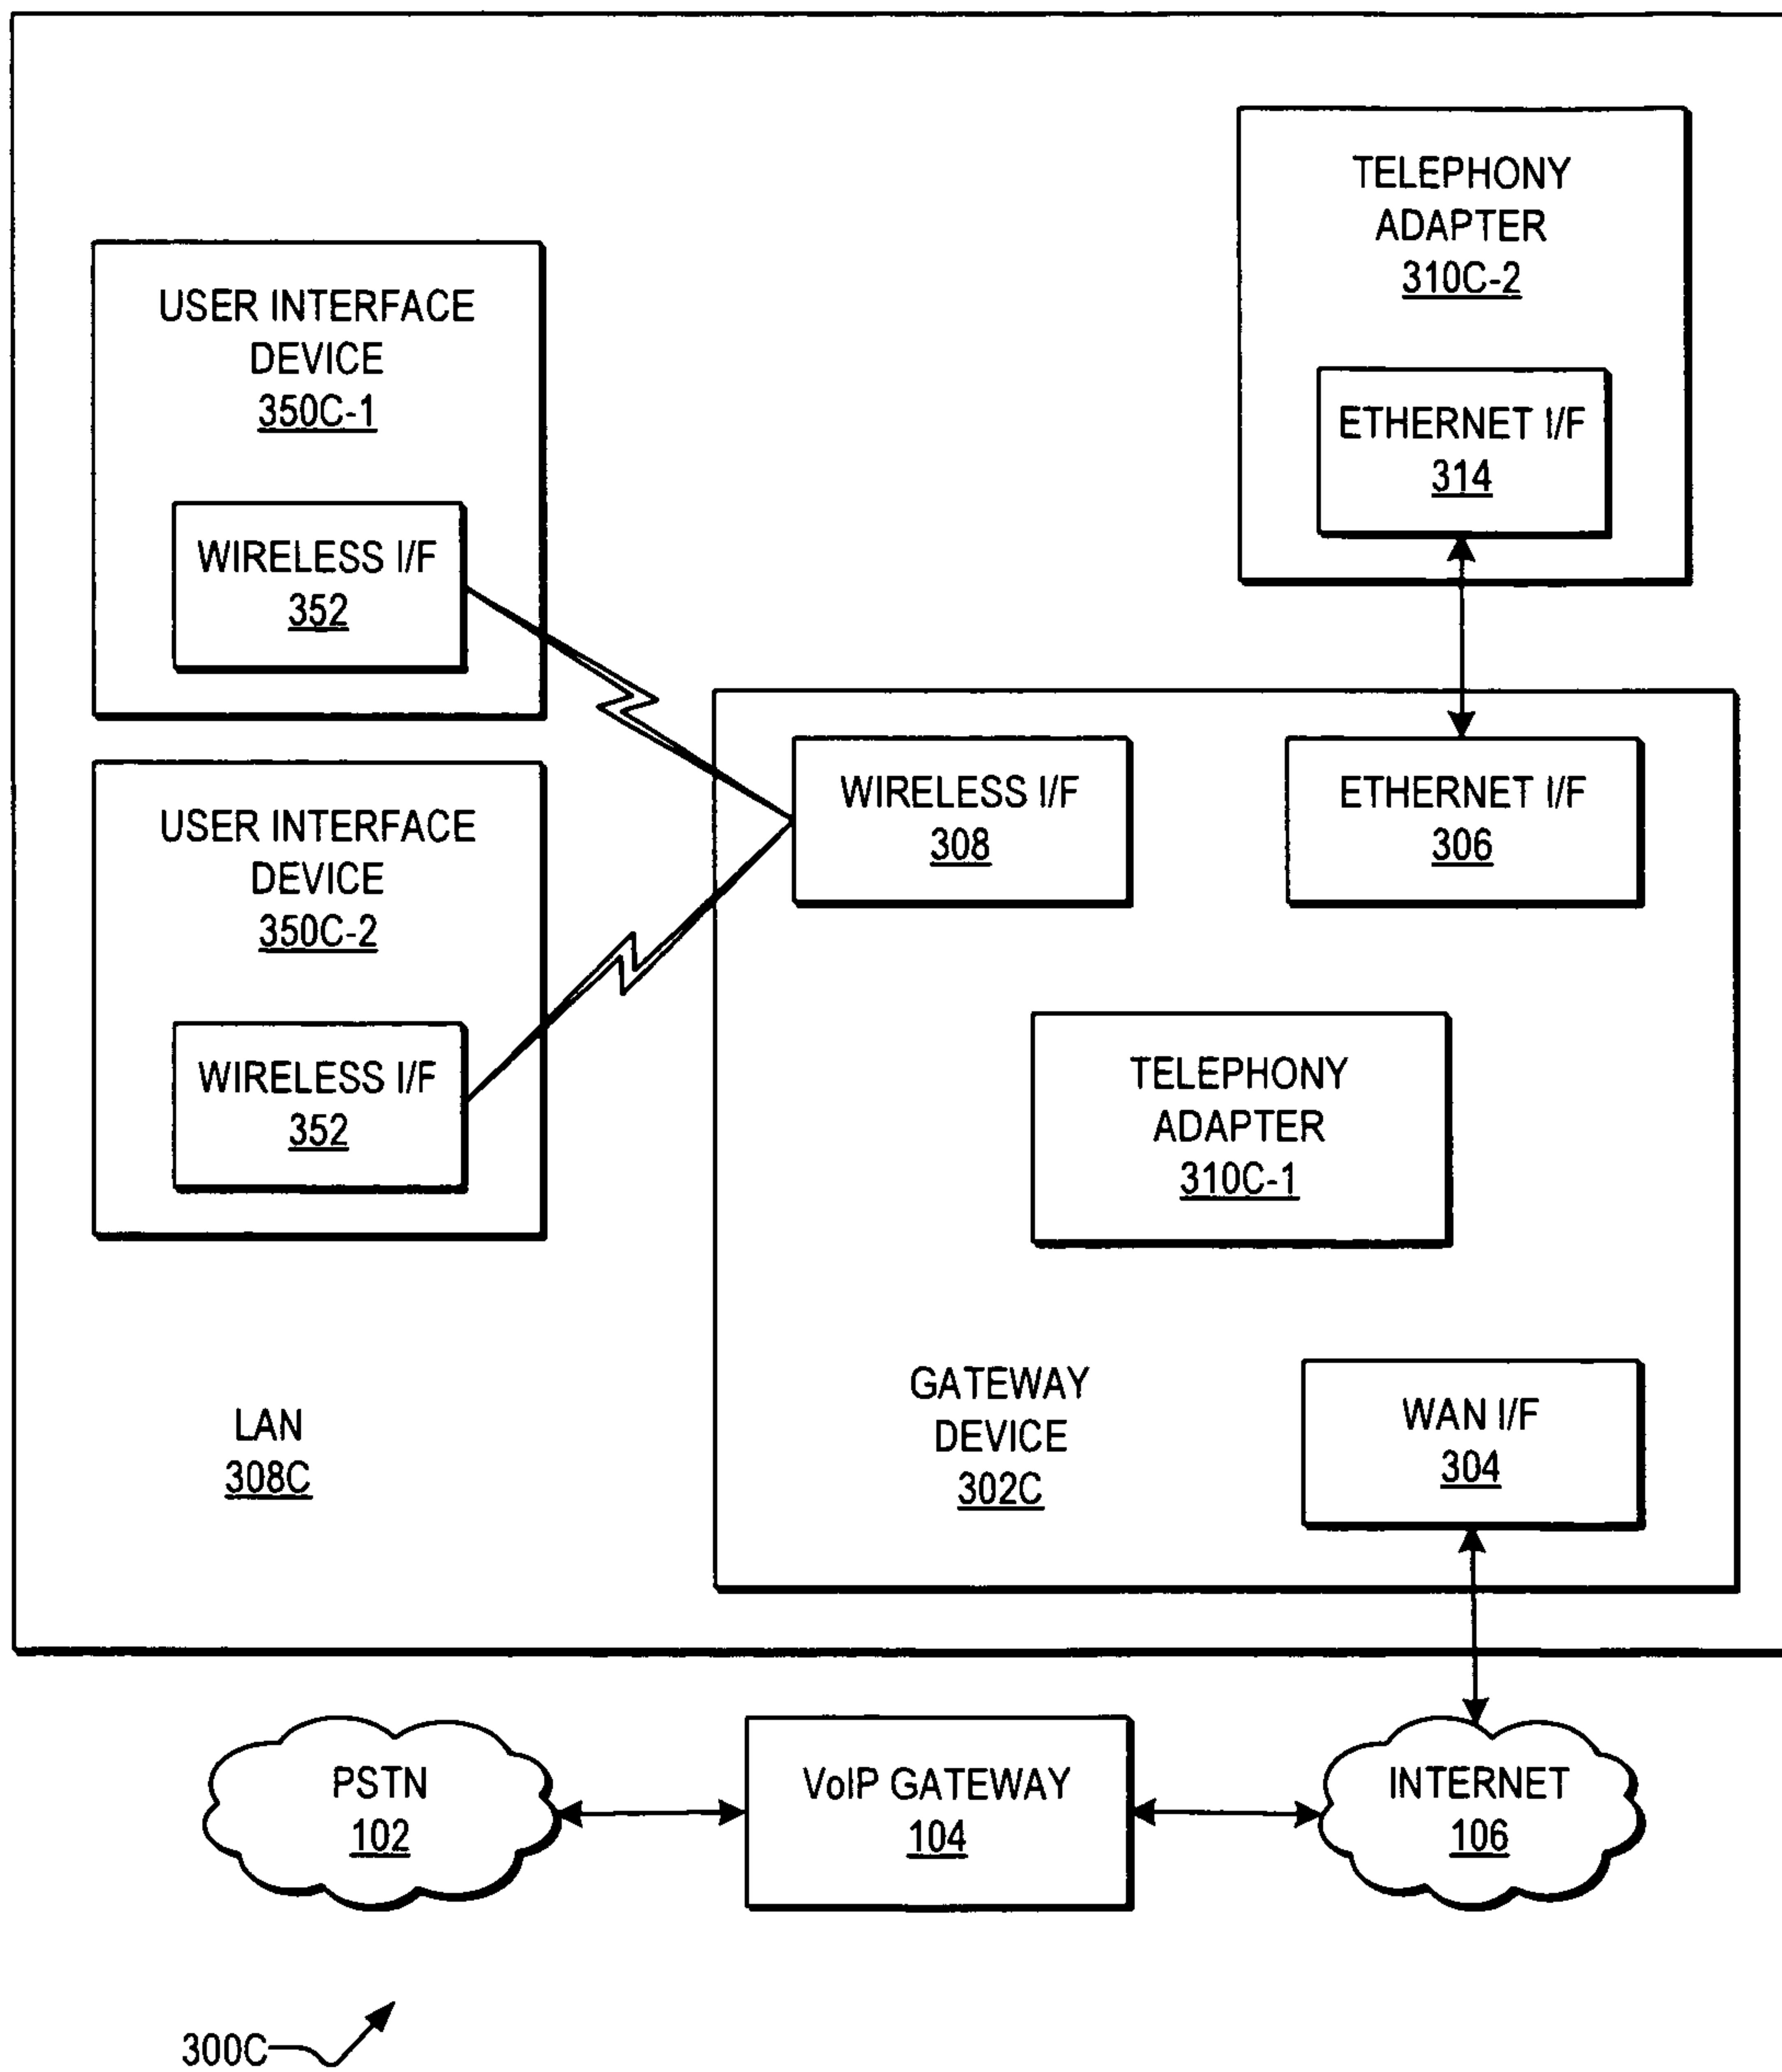 TELEPHONY
ADAPTER
310C-2
ETHERNET I/F
314
USER INTERFACE
DEVICE
350C-1
WIRELESS I/F
352
USER INTERFACE
DEVICE
350C-2
WIRELESS I/F
352
WIRELESS I/F
308
ETHERNET I/F
306
TELEPHONY
ADAPTER
310C-1
GATEWAY
DEVICE
302C
WAN I/F
304
LAN
308C
PSTN
102
VoIP GATEWAY
104
INTERNET
106
300C